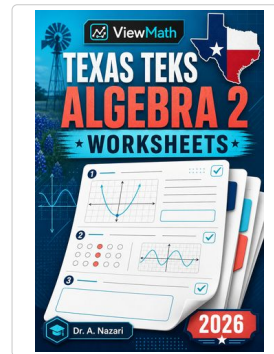 ViewMath
TEXAS TEKS
ALGEBRA 2
★ WORKSHEETS ★
1
2
3
Dr. A. Nazari
2026